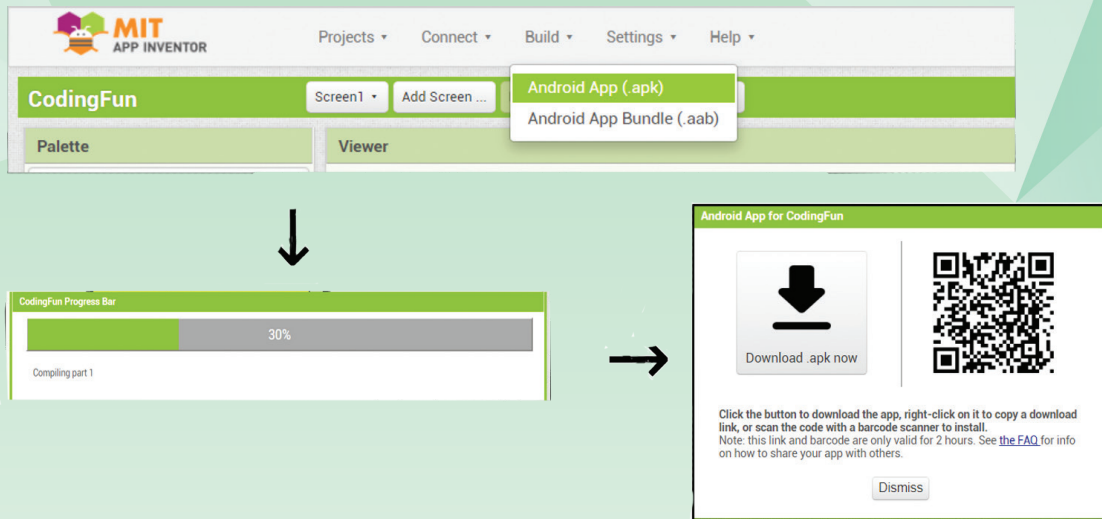 MIT
APP INVENTOR
Projects Connect Build Settings Help
CodingFun
Screen1 Add Screen ...
Android App (.apk)
Android App Bundle (.aab)
Palette
Viewer
CodingFun Progress Bar
30%
Compiling part 1
Android App for CodingFun
Download .apk now
Click the button to download the app, right-click on it to copy a download
link, or scan the code with a barcode scanner to install.
Note: this link and barcode are only valid for 2 hours. See the FAQ for info
on how to share your app with others.
Dismiss